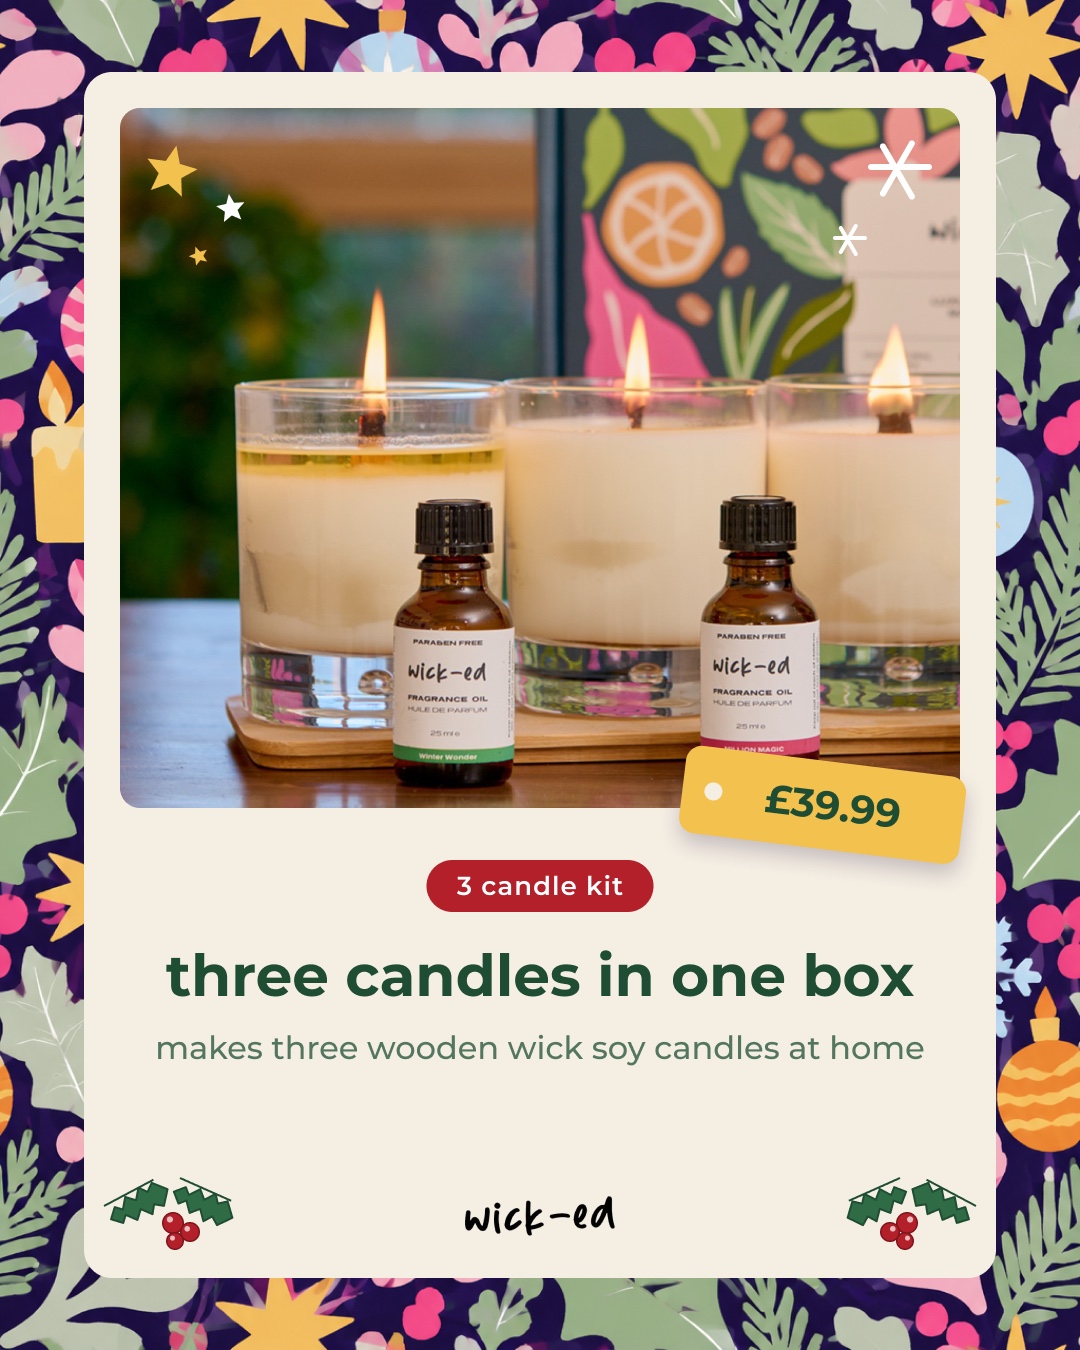 PARABEN FREE
wick-ed
FRAGRANCE OIL
HUILE DE PARFUM
25 ml e
Winter Wonder
PARABEN FREE
wick-ed
FRAGRANCE OIL
HUILE DE PARFUM
25 ml e
MAGIC
£39.99
3 candle kit
three candles in one box
makes three wooden wick soy candles at home
wick-ed